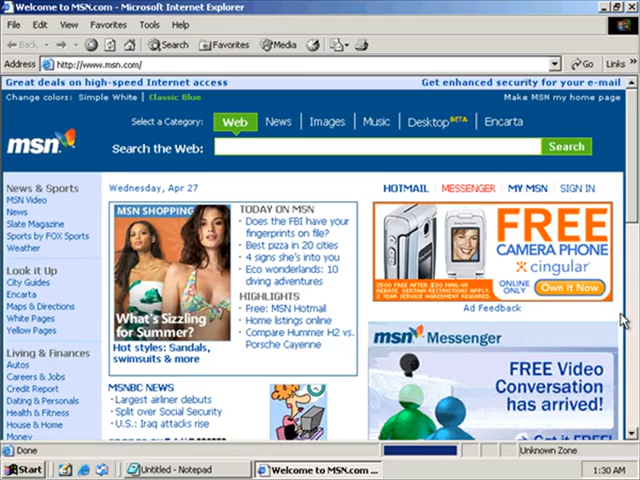 Welcome to MSN.com - Microsoft Internet Explorer
File Edit View Favorites Tools Help
Back Search Favorites Media
Address http://www.msn.com/ Go Links
Great deals on high-speed Internet access Get enhanced security for your e-mail
Change colors: Simple White | Classic Blue Make MSN my home page
Select a Category: Web News Images Music Desktop BETA Encarta
msn
Search the Web: Search
News & Sports
MSN Video
News
Slate Magazine
Sports by FOX Sports
Weather
Look it Up
City Guides
Encarta
Maps & Directions
White Pages
Yellow Pages
Living & Finances
Autos
Careers & Jobs
Credit Report
Dating & Personals
Health & Fitness
House & Home
Money
Wednesday, Apr 27
MSN SHOPPING
What's Sizzling
for Summer?
Hot styles: Sandals,
swimsuits & more
TODAY ON MSN
Does the FBI have your
fingerprints on file?
Best pizza in 20 cities
4 signs she's into you
Eco wonderlands: 10
diving adventures
HIGHLIGHTS
Free: MSN Hotmail
Home listings online
Compare Hummer H2 vs.
Porsche Cayenne
MSNBC NEWS
Largest airliner debuts
Split over Social Security
U.S.: Iraq attacks rise
HOTMAIL MESSENGER MY MSN SIGN IN
FREE
CAMERA PHONE
cingular
ONLINE
ONLY
Own It Now
Ad Feedback
msn Messenger
FREE Video
Conversation
has arrived!
Get it FREE!
Done Unknown Zone
Start Untitled - Notepad Welcome to MSN.com ... 1:30 AM